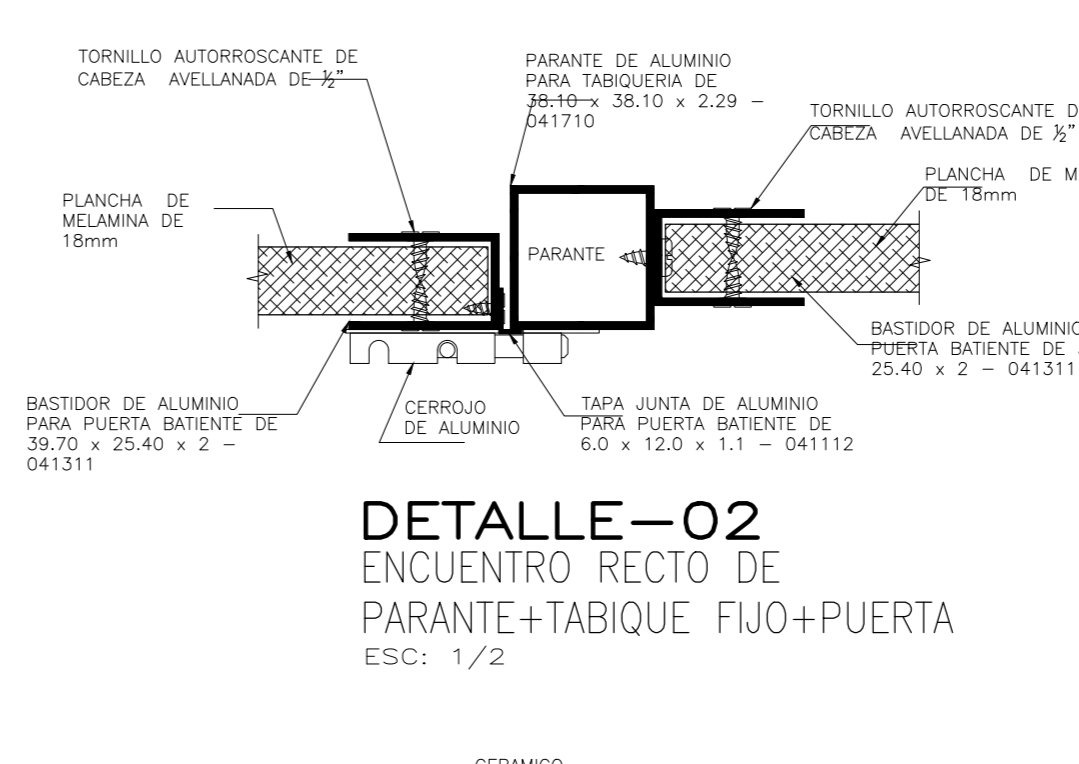 TORNILLO AUTORROSCANTE DE
CABEZA AVELLANADA DE ½"
PARANTE DE ALUMINIO
PARA TABIQUERIA DE
38.10 x 38.10 x 2.29 –
041710
TORNILLO AUTORROSCANTE D
CABEZA AVELLANADA DE ½"
PLANCHA DE M
DE 18mm
PLANCHA DE
MELAMINA DE
18mm
PARANTE
BASTIDOR DE ALUMINIO
PUERTA BATIENTE DE
25.40 x 2 – 041311
BASTIDOR DE ALUMINIO
PARA PUERTA BATIENTE DE
39.70 x 25.40 x 2 –
041311
CERROJO
DE ALUMINIO
TAPA JUNTA DE ALUMINIO
PARA PUERTA BATIENTE DE
6.0 x 12.0 x 1.1 – 041112
DETALLE–02
ENCUENTRO RECTO DE
PARANTE+TABIQUE FIJO+PUERTA
ESC: 1/2
CERAMICO